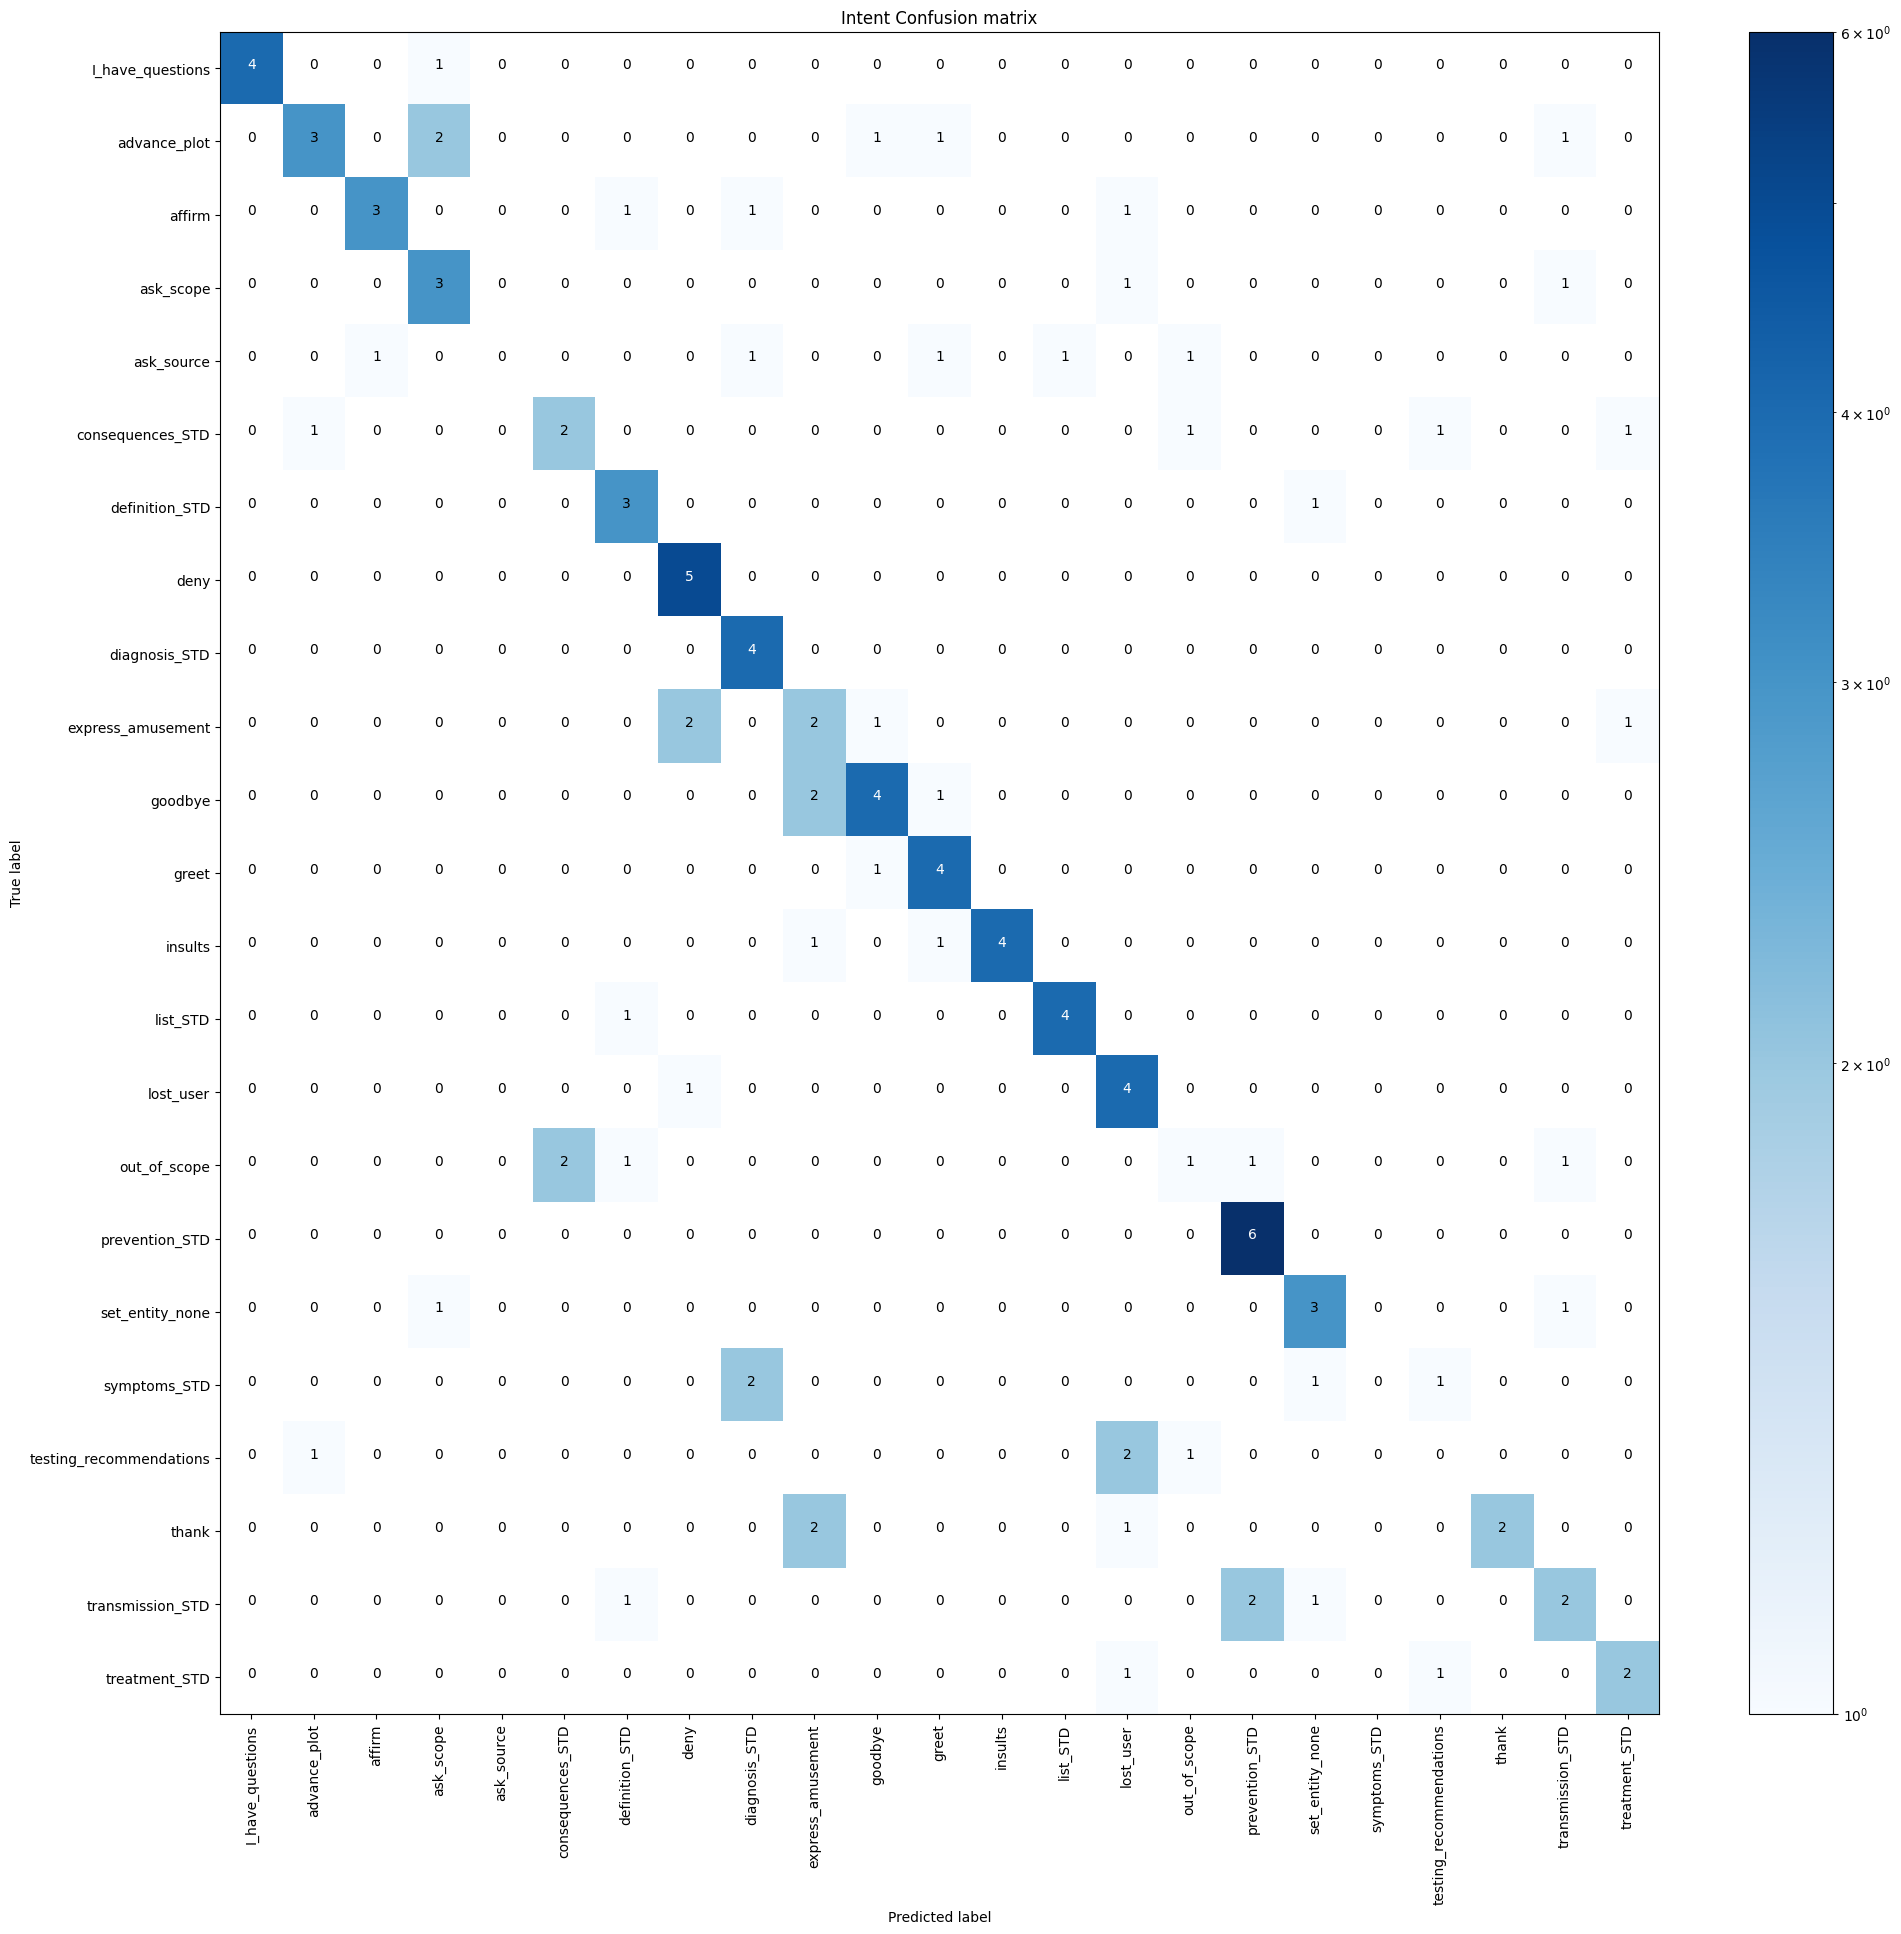 Intent Confusion matrix
I_have_questions 4 0 0 1 0 0 0 0 0 0 0 0 0 0 0 0 0 0 0 0 0 0 0
advance_plot 0 3 0 2 0 0 0 0 0 0 1 1 0 0 0 0 0 0 0 0 0 1 0
affirm 0 0 3 0 0 0 1 0 1 0 0 0 0 0 1 0 0 0 0 0 0 0 0
ask_scope 0 0 0 3 0 0 0 0 0 0 0 0 0 0 1 0 0 0 0 0 0 1 0
ask_source 0 0 1 0 0 0 0 0 1 0 0 1 0 1 0 1 0 0 0 0 0 0 0
consequences_STD 0 1 0 0 0 2 0 0 0 0 0 0 0 0 0 1 0 0 0 1 0 0 1
definition_STD 0 0 0 0 0 0 3 0 0 0 0 0 0 0 0 0 0 1 0 0 0 0 0
deny 0 0 0 0 0 0 0 5 0 0 0 0 0 0 0 0 0 0 0 0 0 0 0
diagnosis_STD 0 0 0 0 0 0 0 0 4 0 0 0 0 0 0 0 0 0 0 0 0 0 0
express_amusement 0 0 0 0 0 0 0 2 0 2 1 0 0 0 0 0 0 0 0 0 0 0 1
goodbye 0 0 0 0 0 0 0 0 0 2 4 1 0 0 0 0 0 0 0 0 0 0 0
greet 0 0 0 0 0 0 0 0 0 0 1 4 0 0 0 0 0 0 0 0 0 0 0
insults 0 0 0 0 0 0 0 0 0 1 0 1 4 0 0 0 0 0 0 0 0 0 0
list_STD 0 0 0 0 0 0 1 0 0 0 0 0 0 4 0 0 0 0 0 0 0 0 0
lost_user 0 0 0 0 0 0 0 1 0 0 0 0 0 0 4 0 0 0 0 0 0 0 0
out_of_scope 0 0 0 0 0 2 1 0 0 0 0 0 0 0 0 1 1 0 0 0 0 1 0
prevention_STD 0 0 0 0 0 0 0 0 0 0 0 0 0 0 0 0 6 0 0 0 0 0 0
set_entity_none 0 0 0 1 0 0 0 0 0 0 0 0 0 0 0 0 0 3 0 0 0 1 0
symptoms_STD 0 0 0 0 0 0 0 0 2 0 0 0 0 0 0 0 0 1 0 1 0 0 0
testing_recommendations 0 1 0 0 0 0 0 0 0 0 0 0 0 0 2 1 0 0 0 0 0 0 0
thank 0 0 0 0 0 0 0 0 0 2 0 0 0 0 1 0 0 0 0 0 2 0 0
transmission_STD 0 0 0 0 0 0 1 0 0 0 0 0 0 0 0 0 2 1 0 0 0 2 0
treatment_STD 0 0 0 0 0 0 0 0 0 0 0 0 0 0 1 0 0 0 0 1 0 0 2
True label
I_have_questions
advance_plot
affirm
ask_scope
ask_source
consequences_STD
definition_STD
deny
diagnosis_STD
express_amusement
goodbye
greet
insults
list_STD
lost_user
out_of_scope
prevention_STD
set_entity_none
symptoms_STD
testing_recommendations
thank
transmission_STD
treatment_STD
Predicted label
6 × 10⁰
4 × 10⁰
3 × 10⁰
2 × 10⁰
10⁰